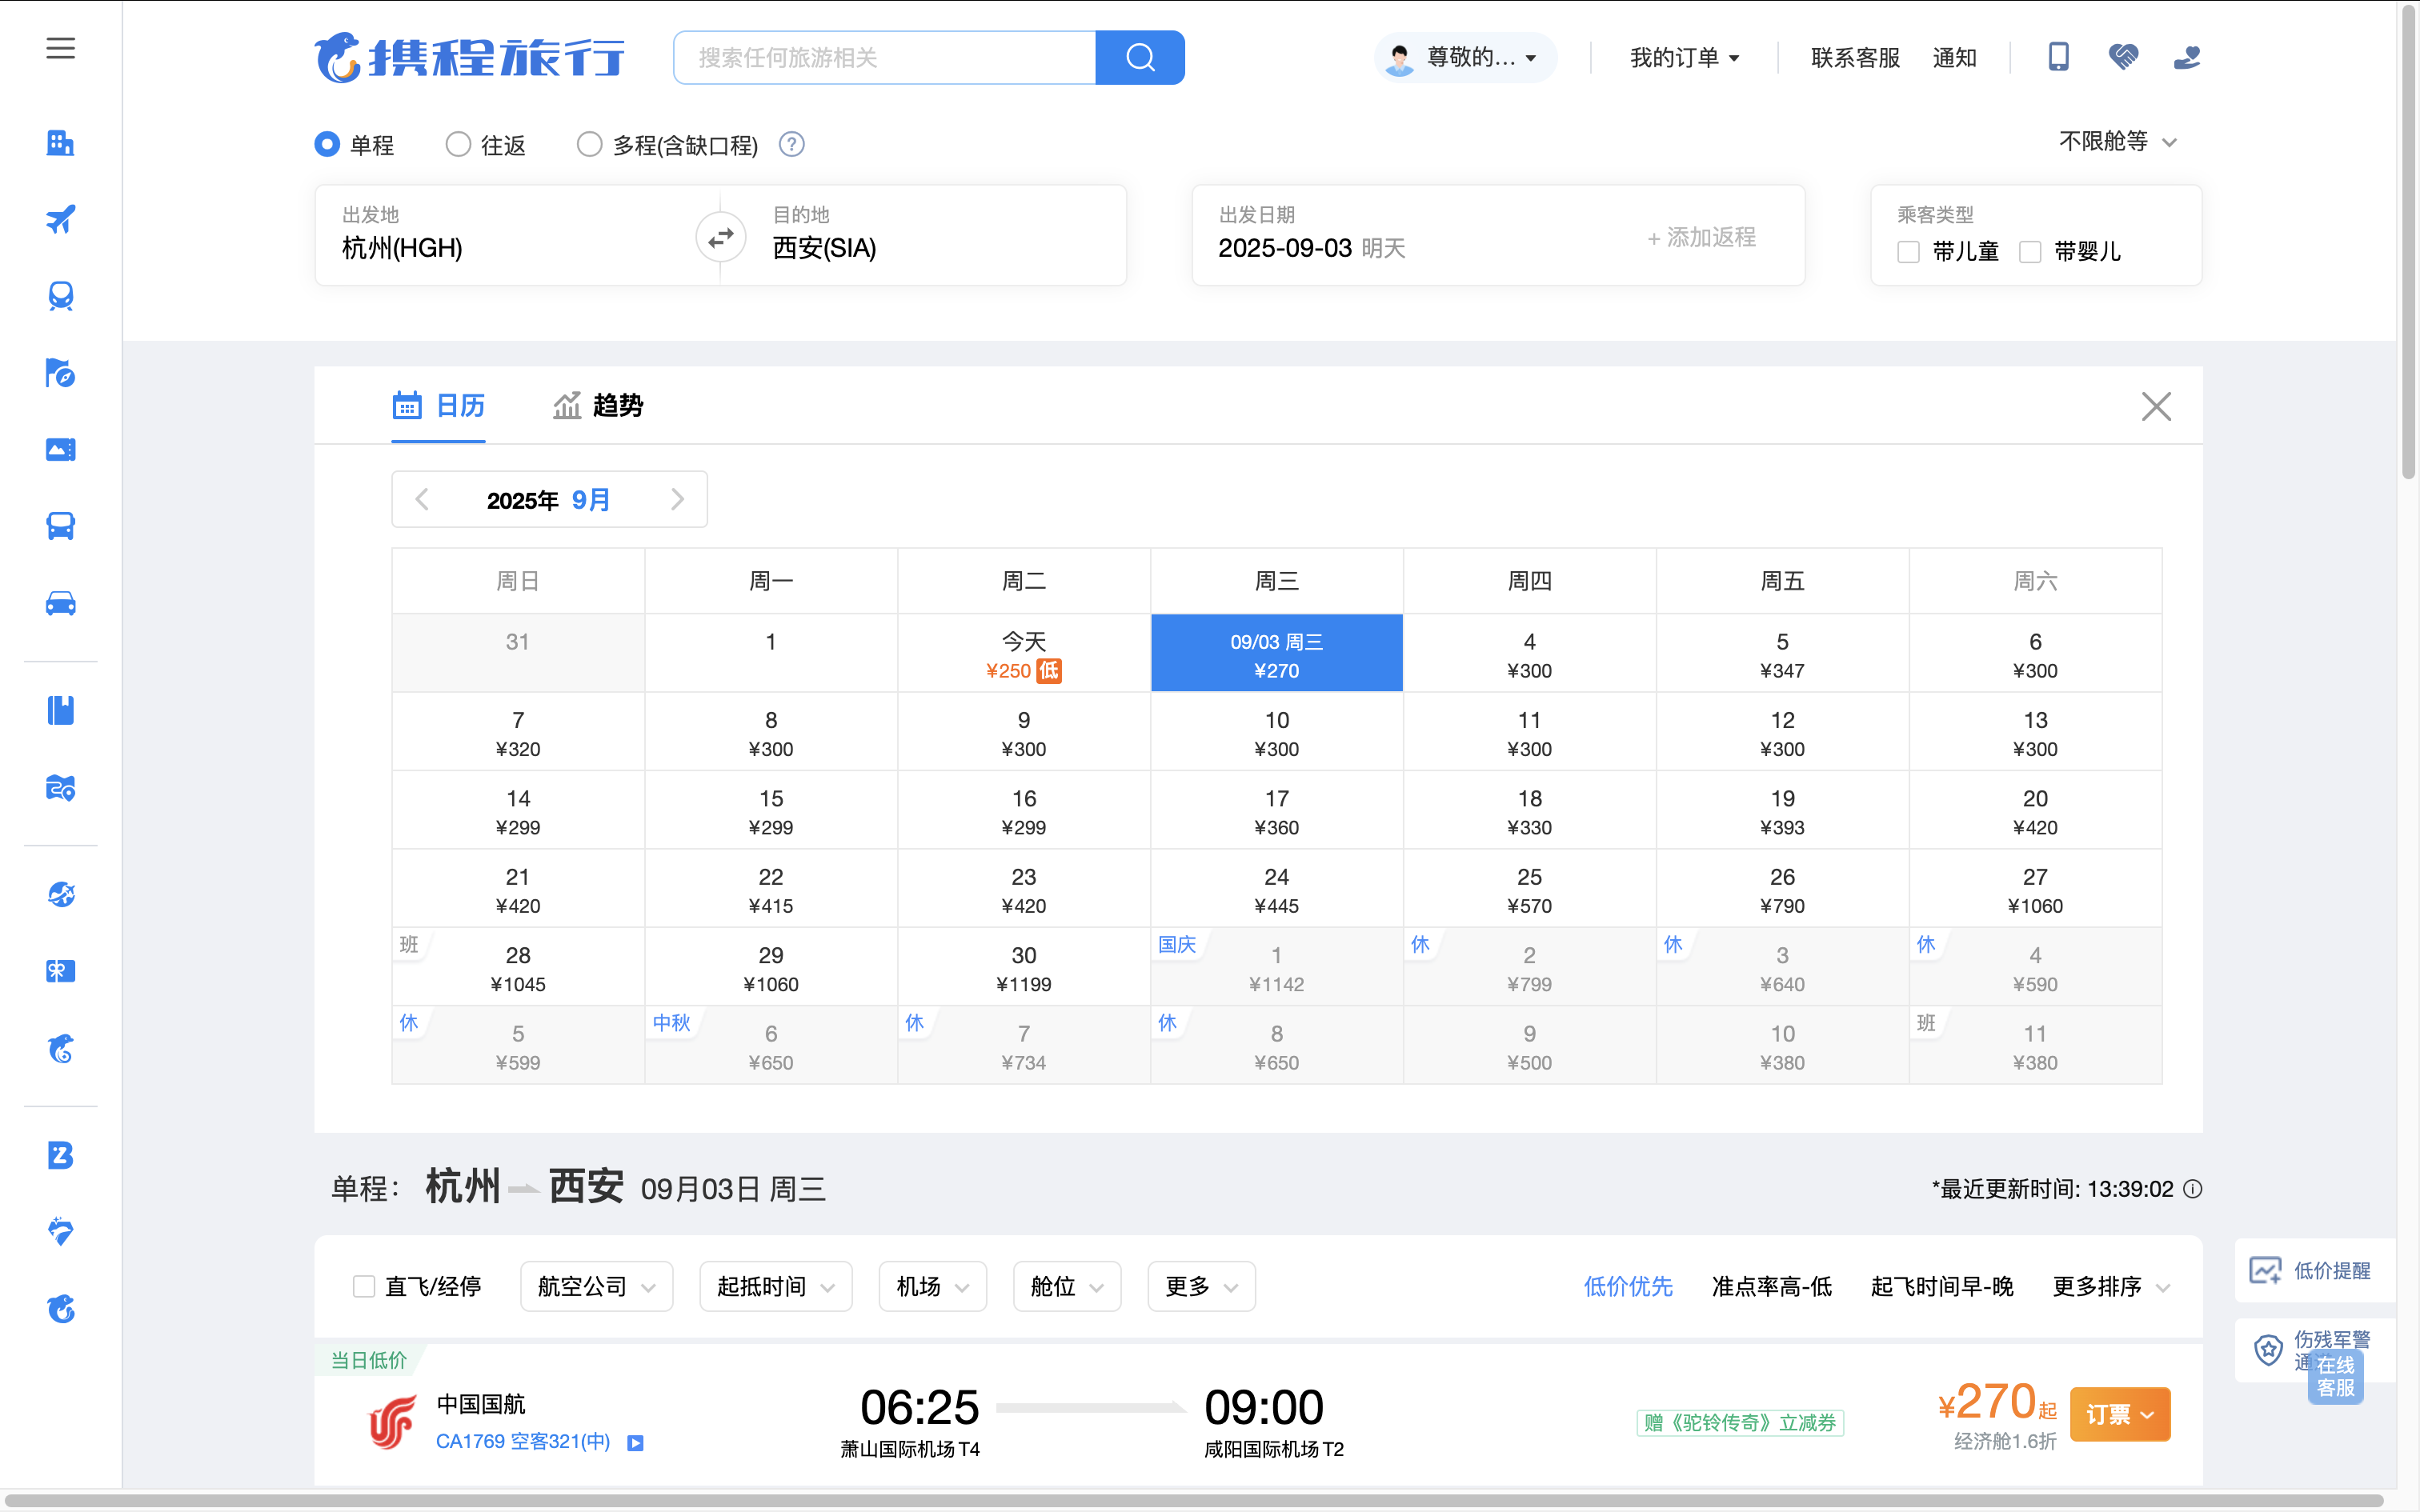 携程旅行
搜索任何旅游相关
尊敬的...
我的订单
联系客服
通知
单程 往返 多程(含缺口程) ?
不限舱等
出发地
杭州(HGH)
目的地
西安(SIA)
出发日期
2025-09-03 明天
+ 添加返程
乘客类型
带儿童 带婴儿
日历 趋势
2025年 9月
周日 周一 周二 周三 周四 周五 周六
31 1 今天 09/03 周三 4 5 6
¥250 低 ¥270 ¥300 ¥347 ¥300
7 8 9 10 11 12 13
¥320 ¥300 ¥300 ¥300 ¥300 ¥300 ¥300
14 15 16 17 18 19 20
¥299 ¥299 ¥299 ¥360 ¥330 ¥393 ¥420
21 22 23 24 25 26 27
¥420 ¥415 ¥420 ¥445 ¥570 ¥790 ¥1060
班 28 29 30 国庆 1 休 2 休 3 休 4
¥1045 ¥1060 ¥1199 ¥1142 ¥799 ¥640 ¥590
休 5 中秋 6 休 7 休 8 9 10 班 11
¥599 ¥650 ¥734 ¥650 ¥500 ¥380 ¥380
单程: 杭州 西安 09月03日 周三
*最近更新时间: 13:39:02
直飞/经停 航空公司 起抵时间 机场 舱位 更多
低价优先 准点率高-低 起飞时间早-晚 更多排序
低价提醒
伤残军警
在线
客服
当日低价
中国国航
CA1769 空客321(中)
06:25
萧山国际机场 T4
09:00
咸阳国际机场 T2
赠《驼铃传奇》立减券
¥270起
经济舱1.6折
订票